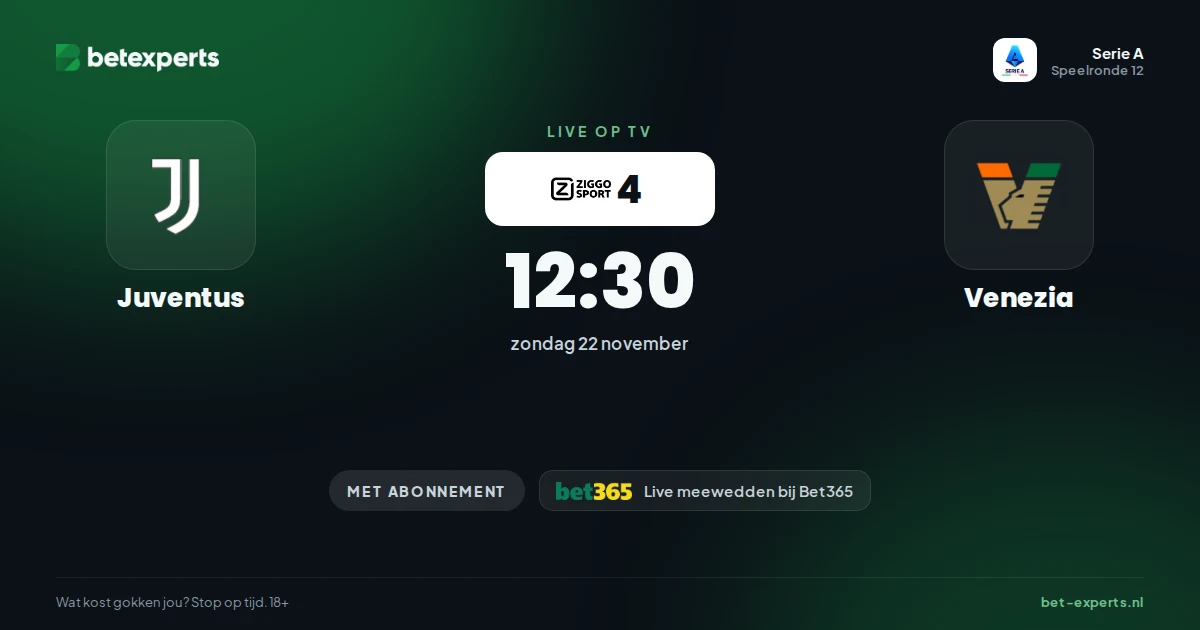 betexperts
Serie A
Speelronde 12
SERIE A
LIVE OP TV
ZIGGO
SPORT 4
Juventus
12:30
Venezia
zondag 22 november
MET ABONNEMENT
bet365 Live meewedden bij Bet365
Wat kost gokken jou? Stop op tijd. 18+
bet-experts.nl